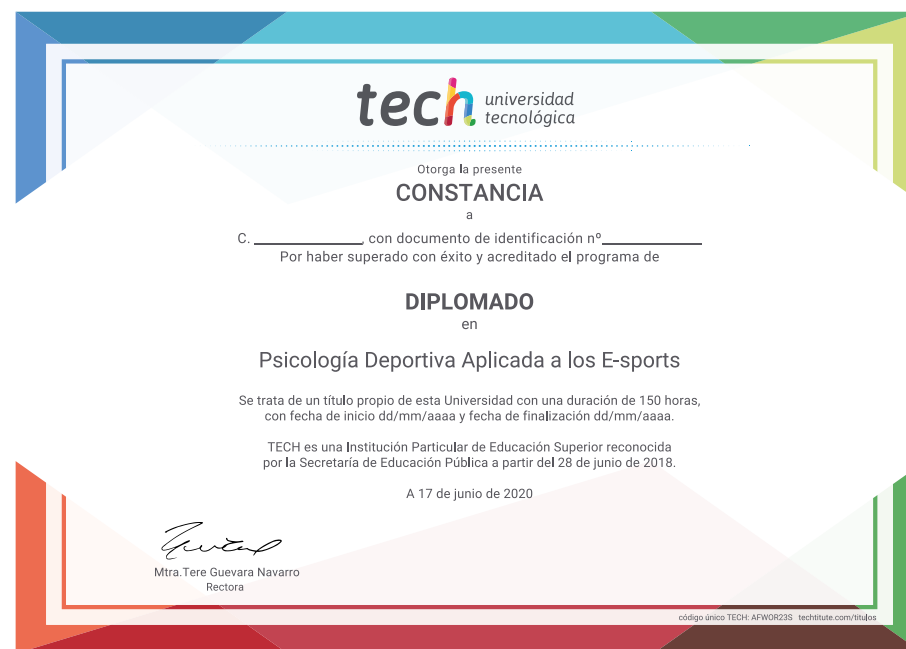 tech universidad
tecnológica
Otorga la presente
CONSTANCIA
a
C. ____________, con documento de identificación nº____________
Por haber superado con éxito y acreditado el programa de
DIPLOMADO
en
Psicología Deportiva Aplicada a los E-sports
Se trata de un título propio de esta Universidad con una duración de 150 horas,
con fecha de inicio dd/mm/aaaa y fecha de finalización dd/mm/aaaa.
TECH es una Institución Particular de Educación Superior reconocida
por la Secretaría de Educación Pública a partir del 28 de junio de 2018.
A 17 de junio de 2020
Mtra.Tere Guevara Navarro
Rectora
código único TECH: AFWOR23S techtitute.com/titulos